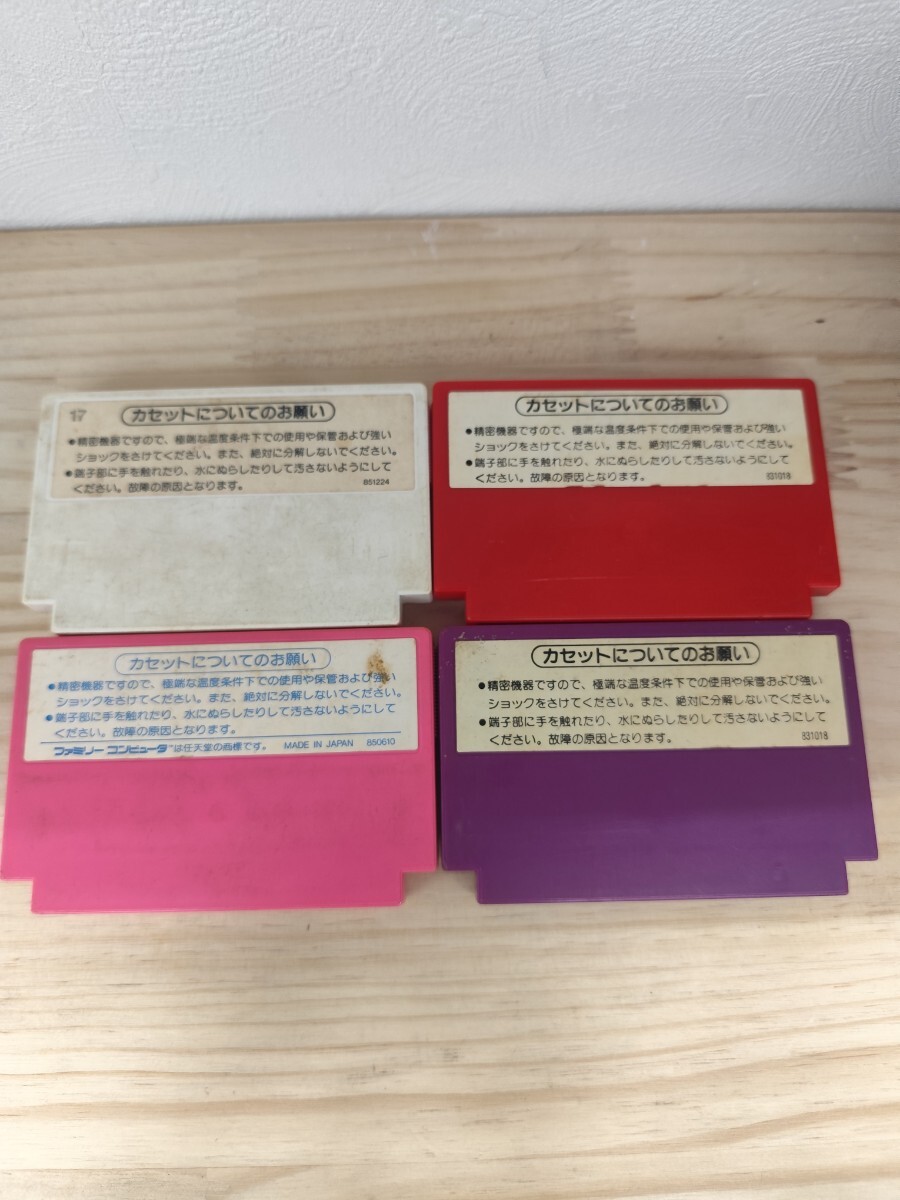 17
カセットについてのお願い
●精密機器ですので、極端な温度条件下での使用や保管および強い
ショックをさけてください。また、絶対に分解しないでください。
●端子部に手を触れたり、水にぬらしたりして汚さないようにして
ください。故障の原因となります。
851224
カセットについてのお願い
●精密機器ですので、極端な温度条件下での使用や保管および強い
ショックをさけてください。また、絶対に分解しないでください。
●端子部に手を触れたり、水にぬらしたりして汚さないようにして
ください。故障の原因となります。
831018
カセットについてのお願い
●精密機器ですので、極端な温度条件下での使用や保管および強い
ショックをさけてください。また、絶対に分解しないでください。
●端子部に手を触れたり、水にぬらしたりして汚さないようにして
ください。故障の原因となります。
ファミリー コンピュータ™は任天堂の商標です。 MADE IN JAPAN 850610
カセットについてのお願い
●精密機器ですので、極端な温度条件下での使用や保管および強い
ショックをさけてください。また、絶対に分解しないでください。
●端子部に手を触れたり、水にぬらしたりして汚さないようにして
ください。故障の原因となります。
831018